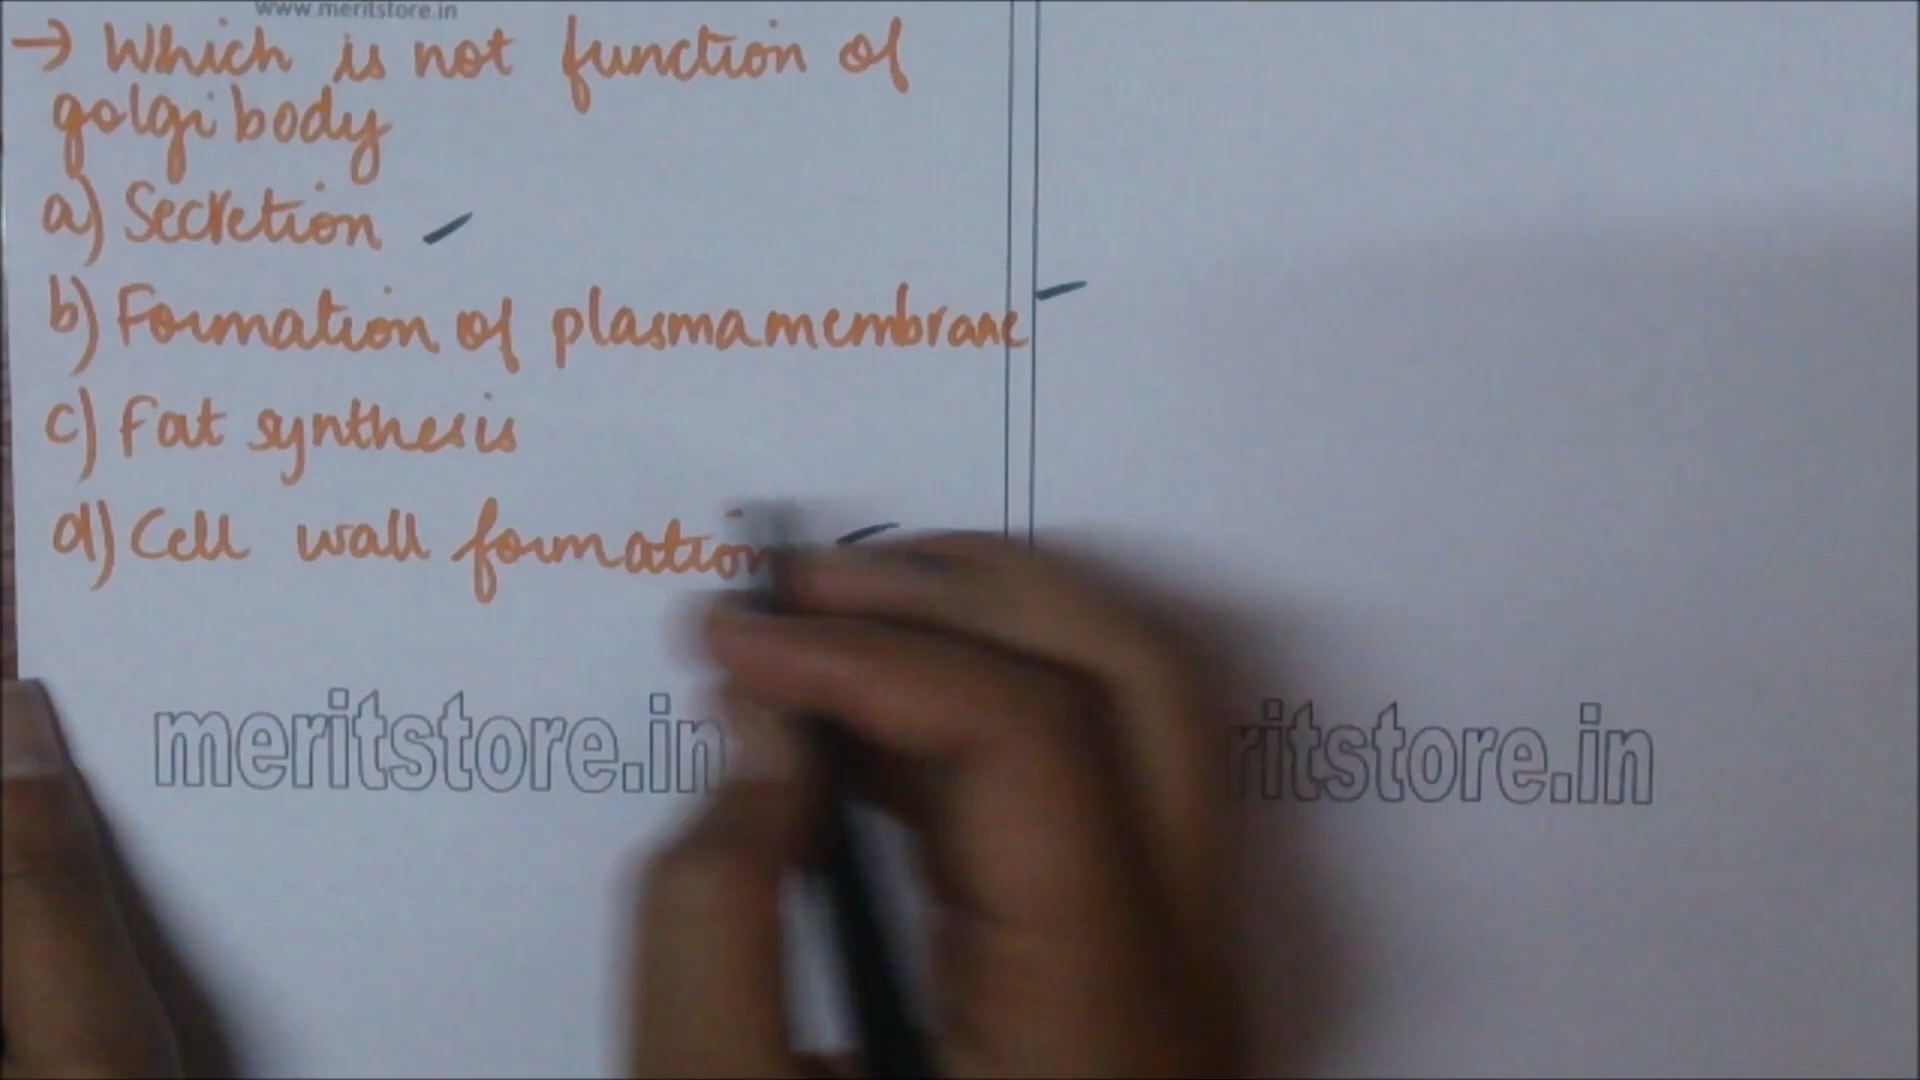 www.meritstore.in
→ Which is not function of
golgi body
a) Secretion
b) Formation of plasmamembrane
c) Fat synthesis
d) Cell wall formation
meritstore.in
ritstore.in